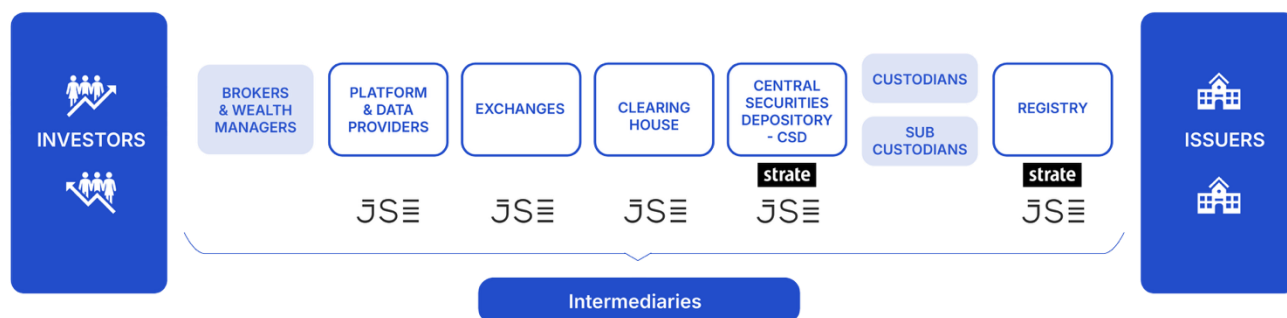 INVESTORS
BROKERS
& WEALTH
MANAGERS
PLATFORM
& DATA
PROVIDERS
JSE
EXCHANGES
JSE
CLEARING
HOUSE
JSE
CENTRAL
SECURITIES
DEPOSITORY
- CSD
strate
JSE
CUSTODIANS
SUB
CUSTODIANS
REGISTRY
strate
JSE
ISSUERS
Intermediaries